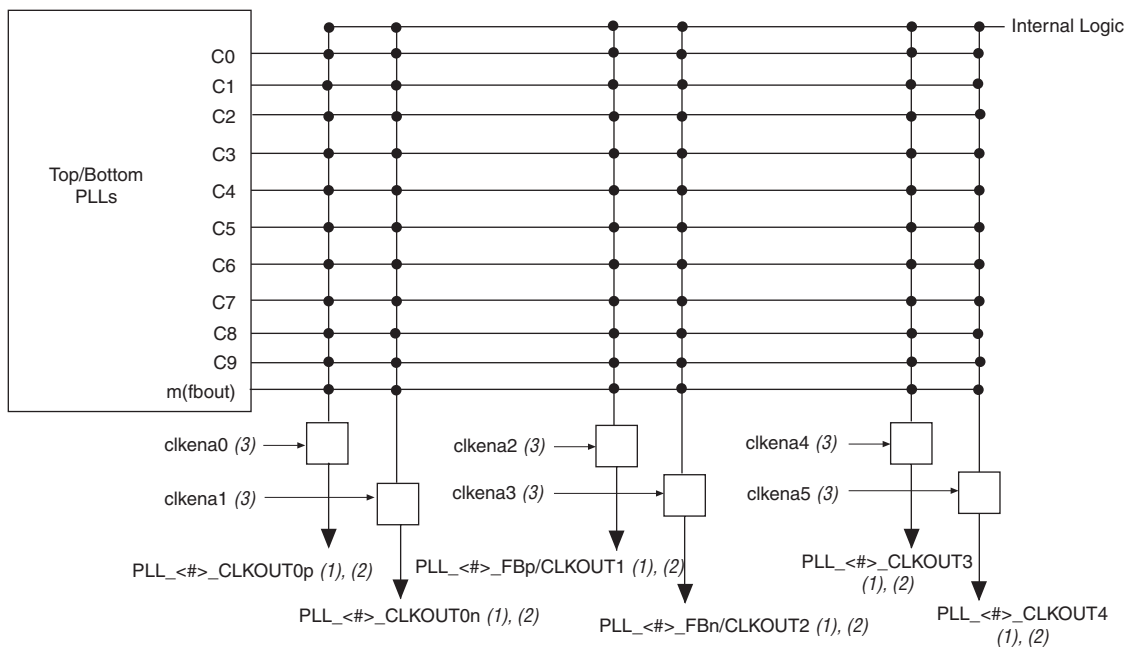 Internal Logic
C0
C1
C2
C3
Top/Bottom
PLLs
C4
C5
C6
C7
C8
C9
m(fbout)
clkena0 (3)
clkena2 (3)
clkena4 (3)
clkena1 (3)
clkena3 (3)
clkena5 (3)
PLL_<#>_CLKOUT0p (1), (2)
PLL_<#>_FBp/CLKOUT1 (1), (2)
PLL_<#>_CLKOUT3
(1), (2)
PLL_<#>_CLKOUT0n (1), (2)
PLL_<#>_FBn/CLKOUT2 (1), (2)
PLL_<#>_CLKOUT4
(1), (2)